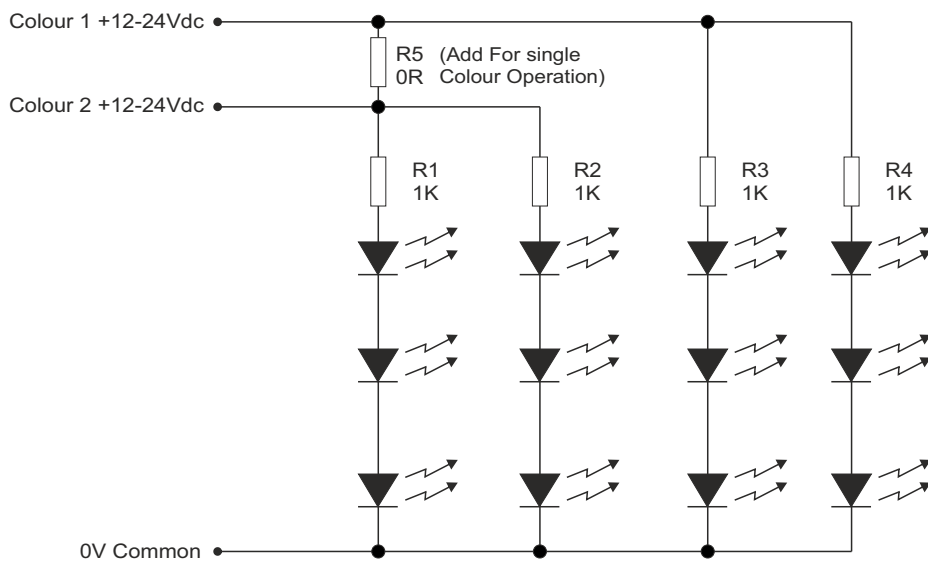 Colour 1 +12-24Vdc
R5 (Add For single
0R Colour Operation)
Colour 2 +12-24Vdc
R1
1K
R2
1K
R3
1K
R4
1K
0V Common